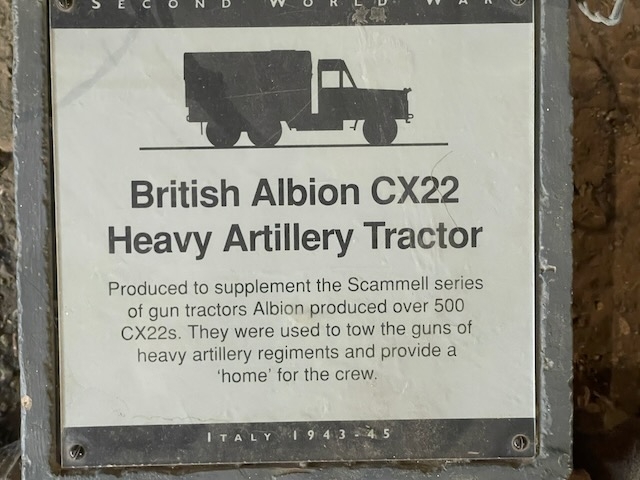 SECOND WORLD WAR
British Albion CX22
Heavy Artillery Tractor
Produced to supplement the Scammell series
of gun tractors Albion produced over 500
CX22s. They were used to tow the guns of
heavy artillery regiments and provide a
‘home’ for the crew.
ITALY 1943-45